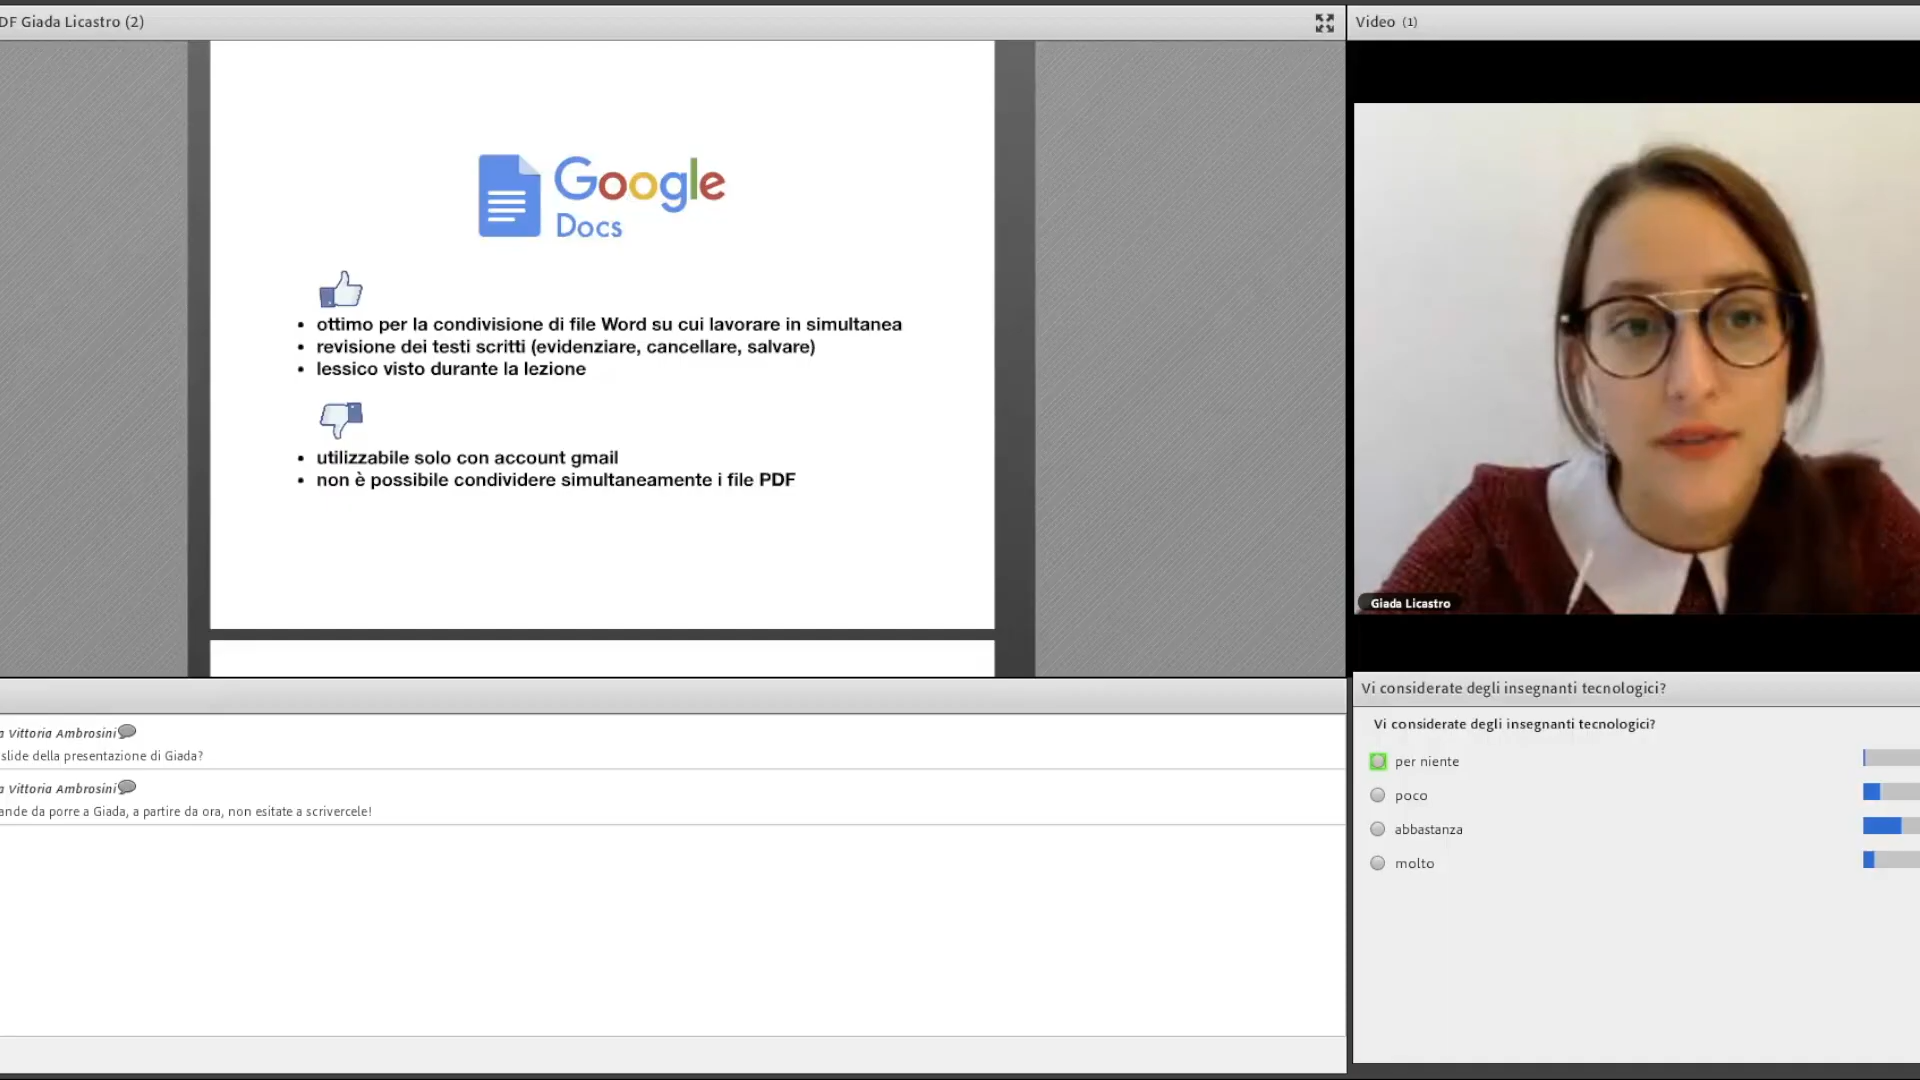 DF Giada Licastro (2)
Video (1)
Google
Docs
• ottimo per la condivisione di file Word su cui lavorare in simultanea
• revisione dei testi scritti (evidenziare, cancellare, salvare)
• lessico visto durante la lezione
• utilizzabile solo con account gmail
• non è possibile condividere simultaneamente i file PDF
Giada Licastro
a Vittoria Ambrosini
slide della presentazione di Giada?
a Vittoria Ambrosini
ande da porre a Giada, a partire da ora, non esitate a scrivercele!
Vi considerate degli insegnanti tecnologici?
Vi considerate degli insegnanti tecnologici?
per niente
poco
abbastanza
molto